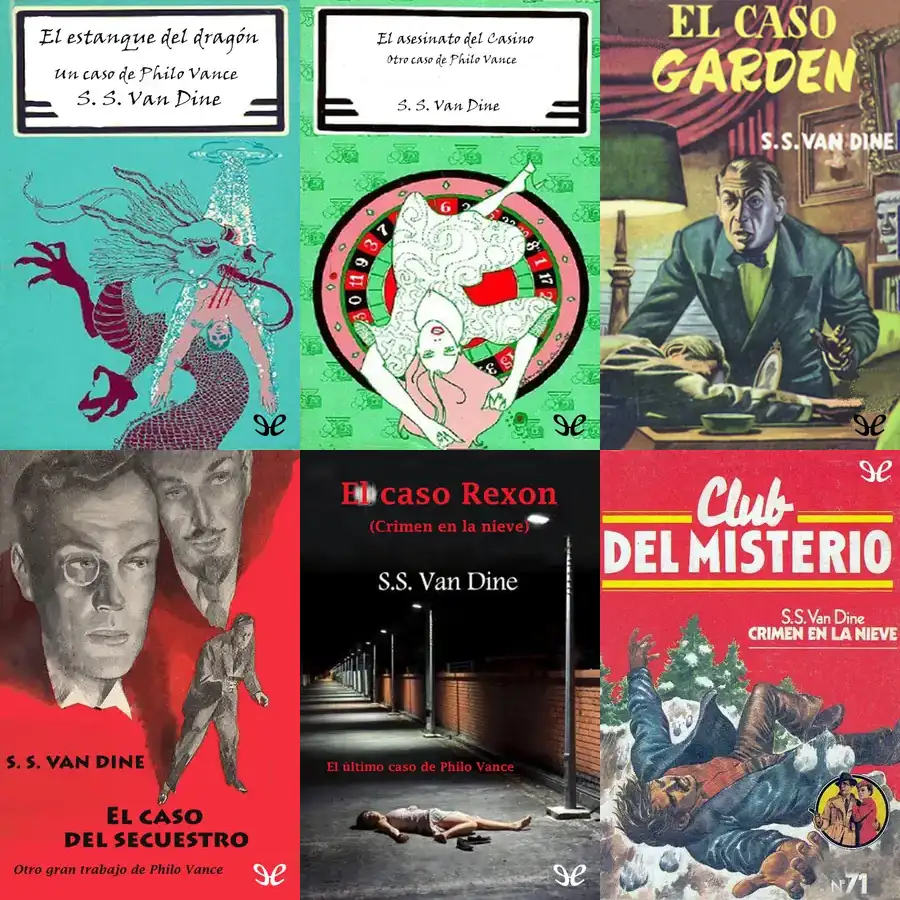 El estanque del dragón
Un caso de Philo Vance
S. S. Van Dine
El asesinato del Casino
Otro caso de Philo Vance
S. S. Van Dine
EL CASO
GARDEN
S.S. VAN DINE
S. S. VAN DINE
EL CASO
DEL SECUESTRO
Otro gran trabajo de Philo Vance
El caso Rexon
(Crimen en la nieve)
S.S. Van Dine
El último caso de Philo Vance
Club
DEL MISTERIO
S.S. Van Dine
CRIMEN EN LA NIEVE
Nº 71